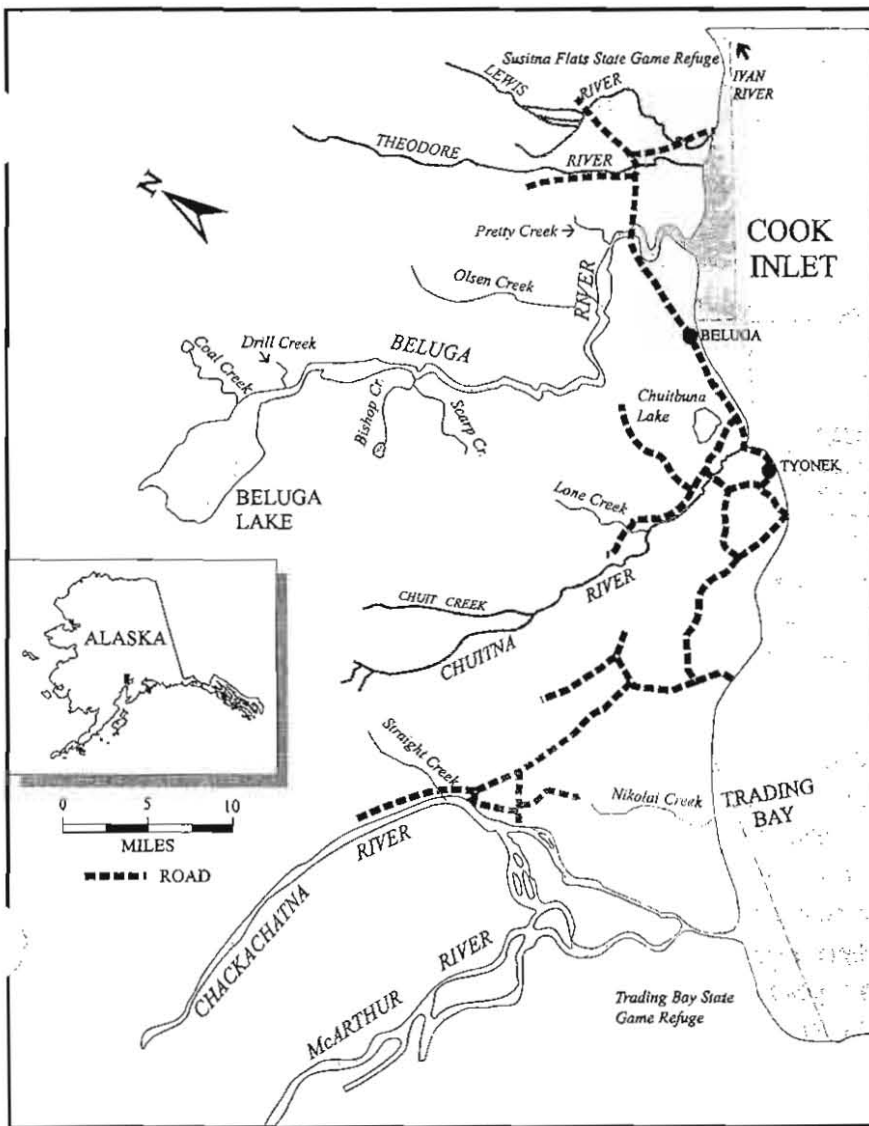 Susitna Flats State Game Refuge
LEWIS
RIVER
IVAN
RIVER
THEODORE
RIVER
N
Pretty Creek
COOK
INLET
Olsen Creek
RIVER
BELUGA
Drill Creek
Coal Creek
BELUGA
Bishop Cr.
Scarp Cr.
Chuitbuna
Lake
TYONEK
BELUGA
LAKE
Lone Creek
CHUIT CREEK
RIVER
CHUITNA
ALASKA
Straight Creek
Nikolai Creek
TRADING
BAY
0 5 10
MILES
ROAD
RIVER
CHACKACHATNA
RIVER
McARTHUR
Trading Bay State
Game Refuge